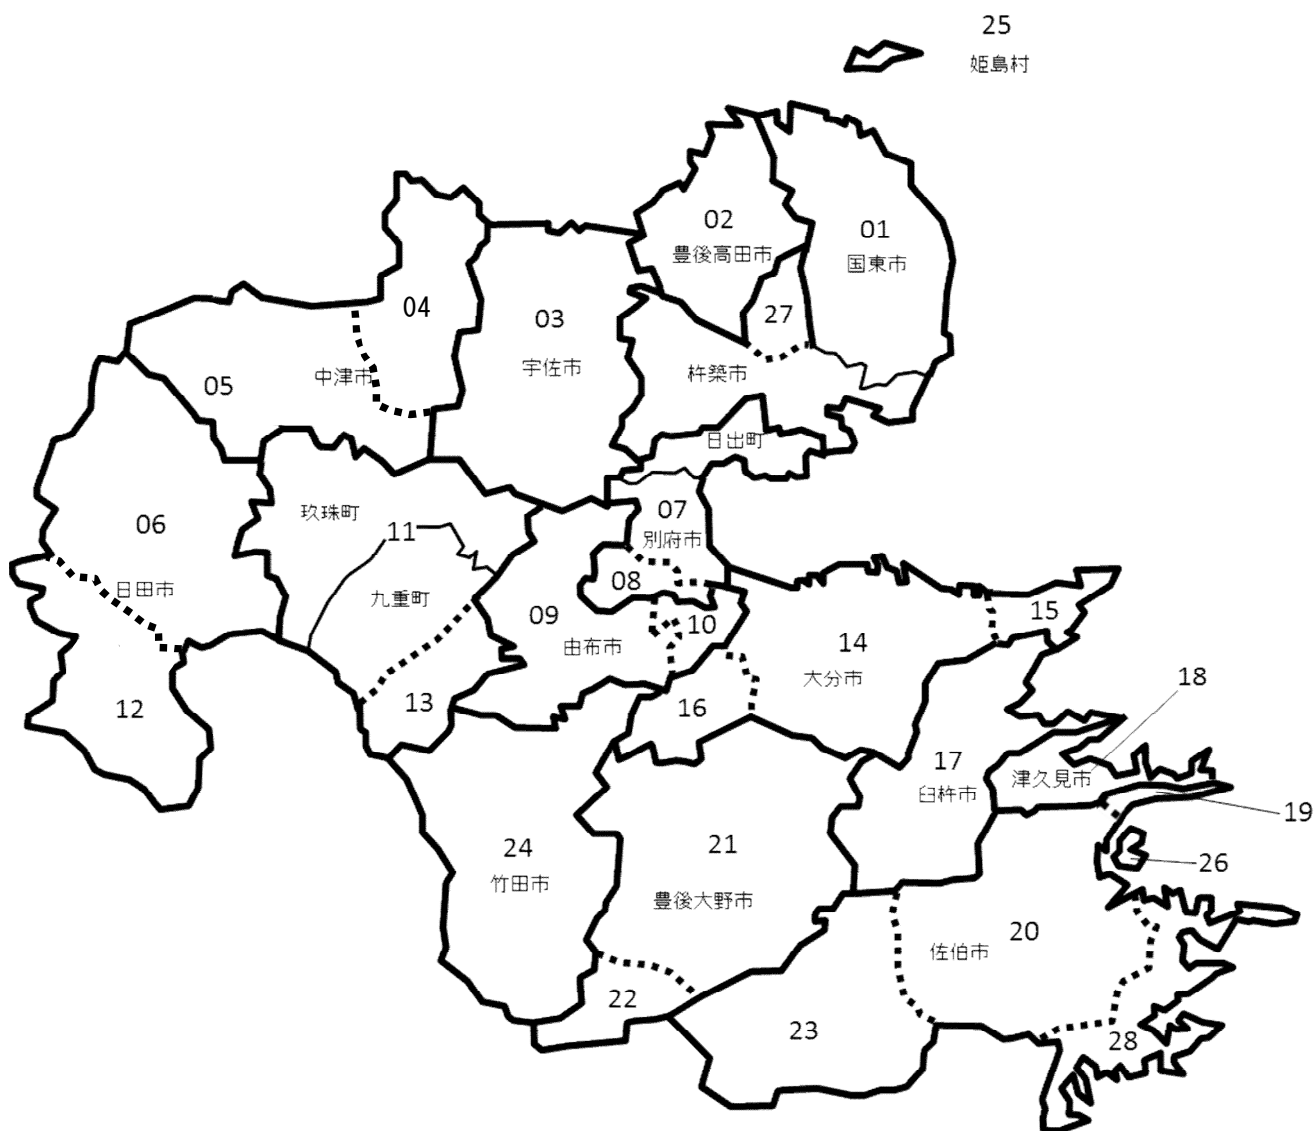 25
姫島村
02
豊後高田市
01
国東市
27
04
03
宇佐市
05
中津市
杵築市
日出町
06
日田市
玖珠町
11
九重町
07
別府市
08
09
由布市
10
15
14
大分市
12
13
16
18
17
臼杵市
津久見市
19
24
竹田市
21
豊後大野市
26
20
佐伯市
22
23
28